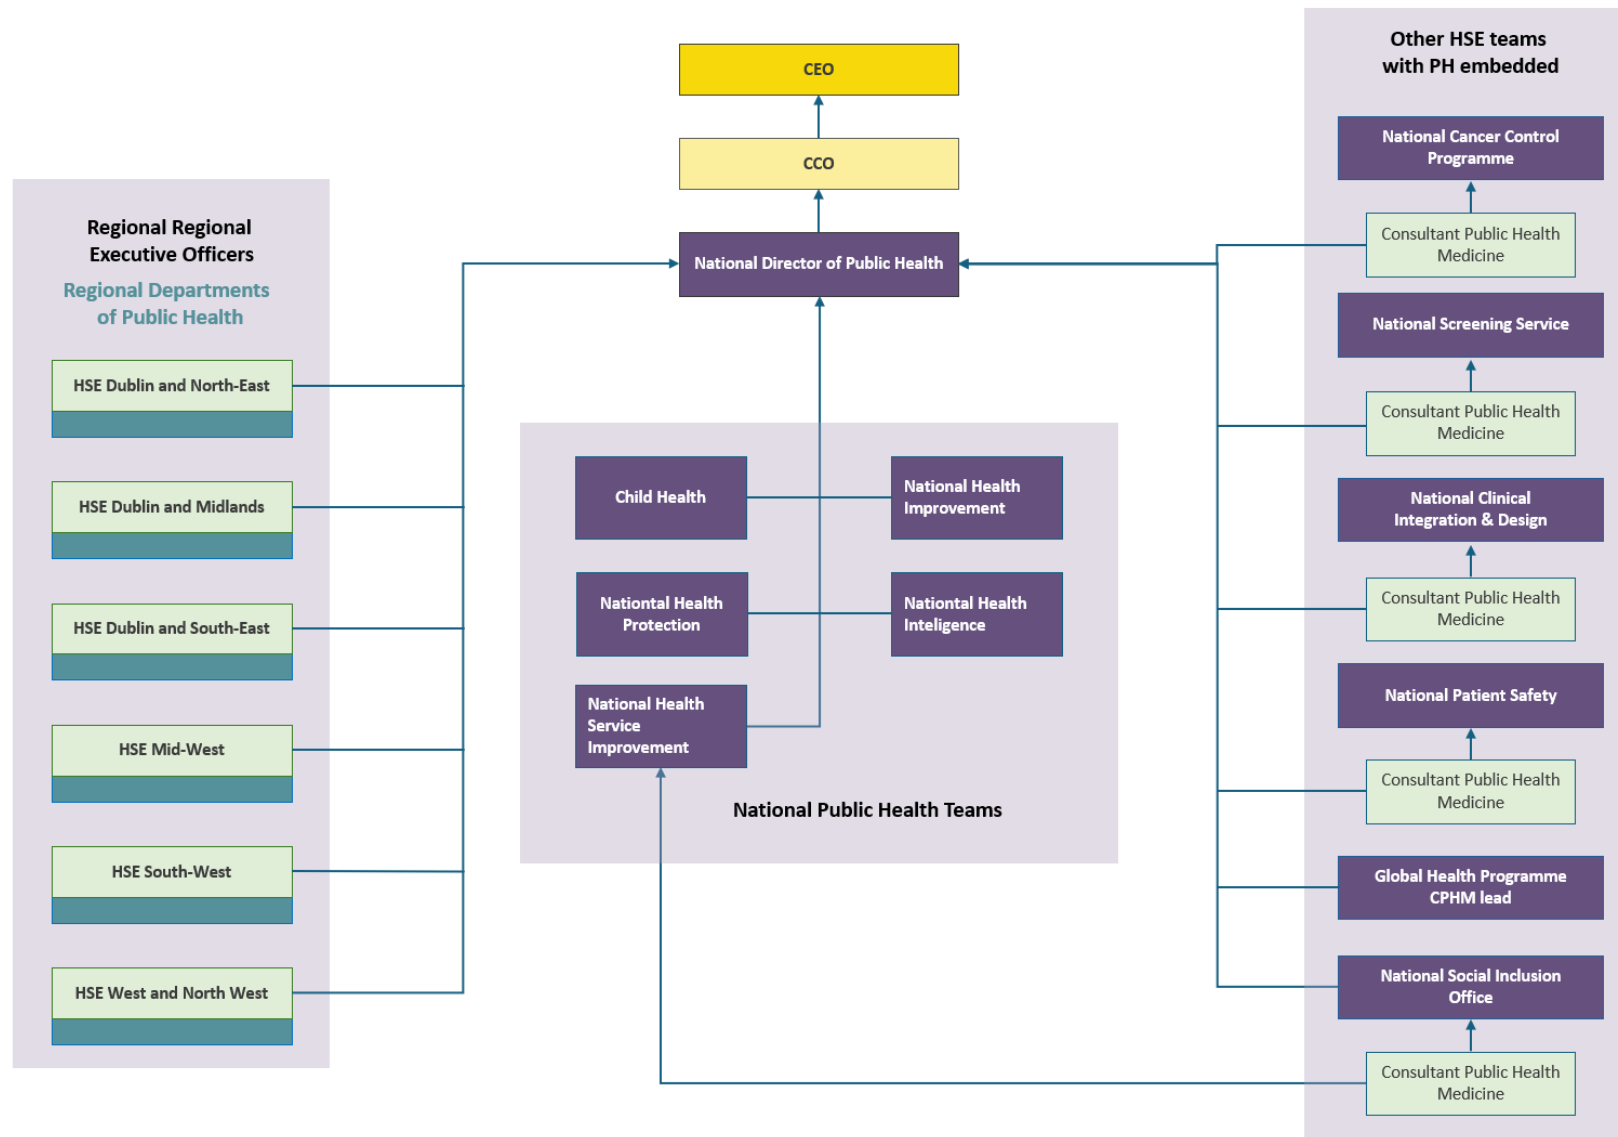 CEO
CCO
National Director of Public Health
Regional Regional
Executive Officers
Regional Departments
of Public Health
HSE Dublin and North-East
HSE Dublin and Midlands
HSE Dublin and South-East
HSE Mid-West
HSE South-West
HSE West and North West
Child Health
National Health
Improvement
Nationtal Health
Protection
Nationtal Health
Inteligence
National Health
Service
Improvement
National Public Health Teams
Other HSE teams
with PH embedded
National Cancer Control
Programme
Consultant Public Health
Medicine
National Screening Service
Consultant Public Health
Medicine
National Clinical
Integration & Design
Consultant Public Health
Medicine
National Patient Safety
Consultant Public Health
Medicine
Global Health Programme
CPHM lead
National Social Inclusion
Office
Consultant Public Health
Medicine